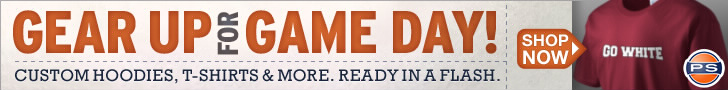 GEAR UP FOR GAME DAY!
CUSTOM HOODIES, T-SHIRTS & MORE. READY IN A FLASH.
SHOP
NOW
GO WHITE
PS